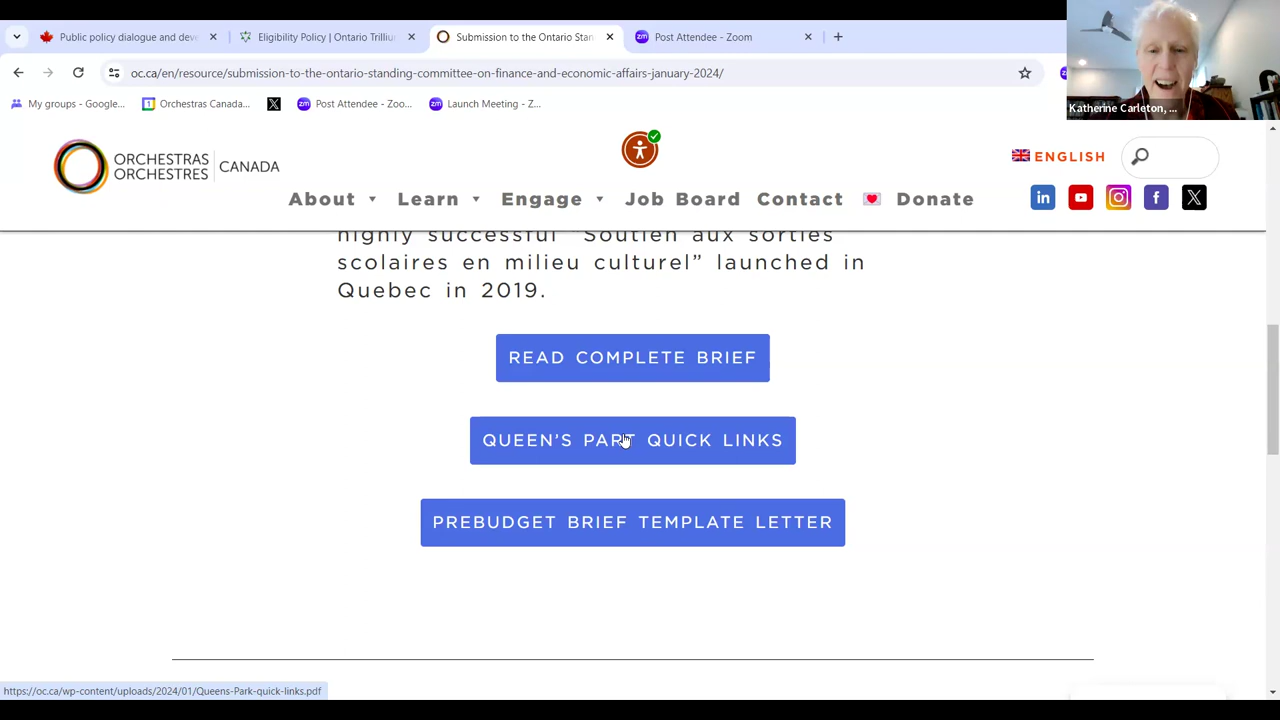 Public policy dialogue and deve
Eligibility Policy | Ontario Trilliu
Submission to the Ontario Stan
Post Attendee - Zoom
oc.ca/en/resource/submission-to-the-ontario-standing-committee-on-finance-and-economic-affairs-january-2024/
My groups - Google...
Orchestras Canada...
Post Attendee - Zoo...
Launch Meeting - Z...
Katherine Carleton, ...
ORCHESTRAS
ORCHESTRES
CANADA
ENGLISH
About
Learn
Engage
Job Board
Contact
Donate
highly successful "Soutien aux sorties
scolaires en milieu culturel” launched in
Quebec in 2019.
READ COMPLETE BRIEF
QUEEN’S PART QUICK LINKS
PREBUDGET BRIEF TEMPLATE LETTER
https://oc.ca/wp-content/uploads/2024/01/Queens-Park-quick-links.pdf